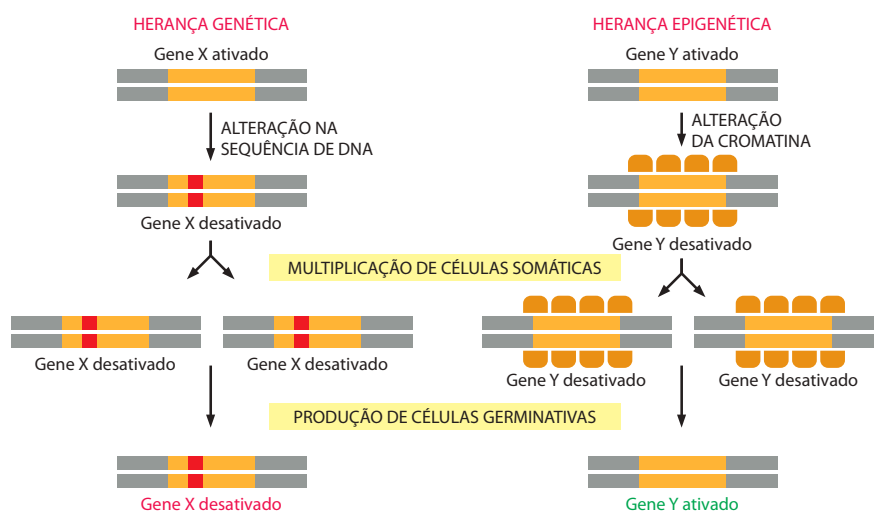 HERANÇA GENÉTICA
Gene X ativado
ALTERAÇÃO NA
SEQUÊNCIA DE DNA
Gene X desativado
HERANÇA EPIGENÉTICA
Gene Y ativado
ALTERAÇÃO
DA CROMATINA
Gene Y desativado
MULTIPLICAÇÃO DE CÉLULAS SOMÁTICAS
Gene X desativado
Gene X desativado
Gene Y desativado
Gene Y desativado
PRODUÇÃO DE CÉLULAS GERMINATIVAS
Gene X desativado
Gene Y ativado